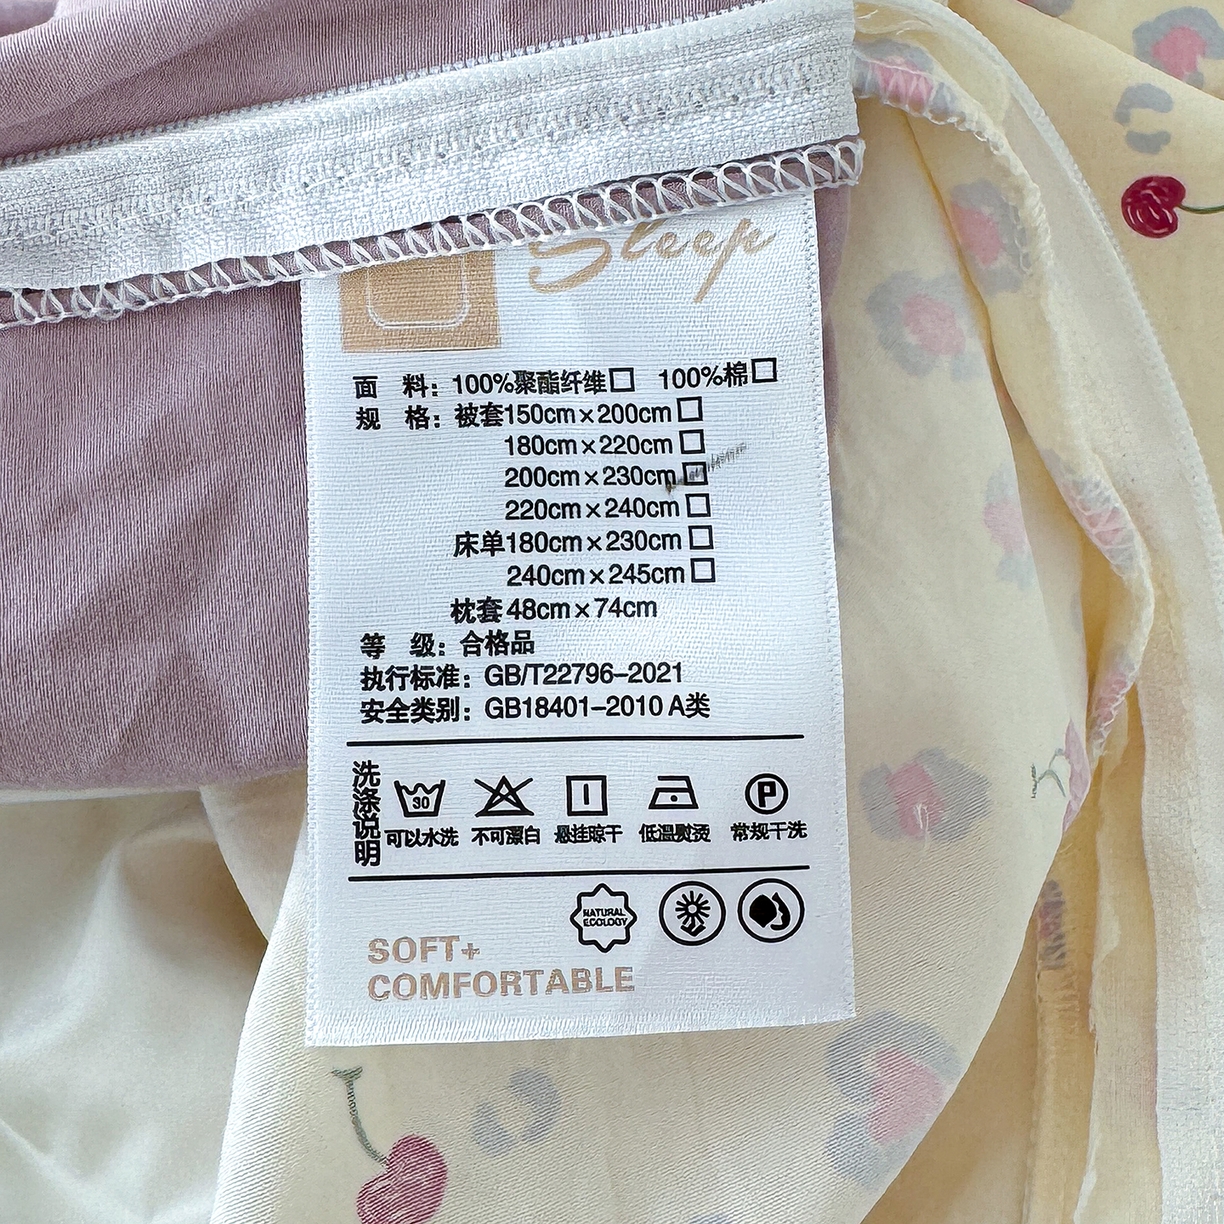 Sleep
面 料：100%聚酯纤维□ 100%棉□
规 格：被套150cm×200cm□
180cm×220cm□
200cm×230cm□
220cm×240cm□
床单180cm×230cm□
240cm×245cm□
枕套48cm×74cm
等 级：合格品
执行标准：GB/T22796-2021
安全类别：GB18401-2010 A类
洗涤说明
30
P
可以水洗 不可漂白 悬挂晾干 低温熨烫 常规干洗
NATURAL
ECOLOGY
SOFT+
COMFORTABLE